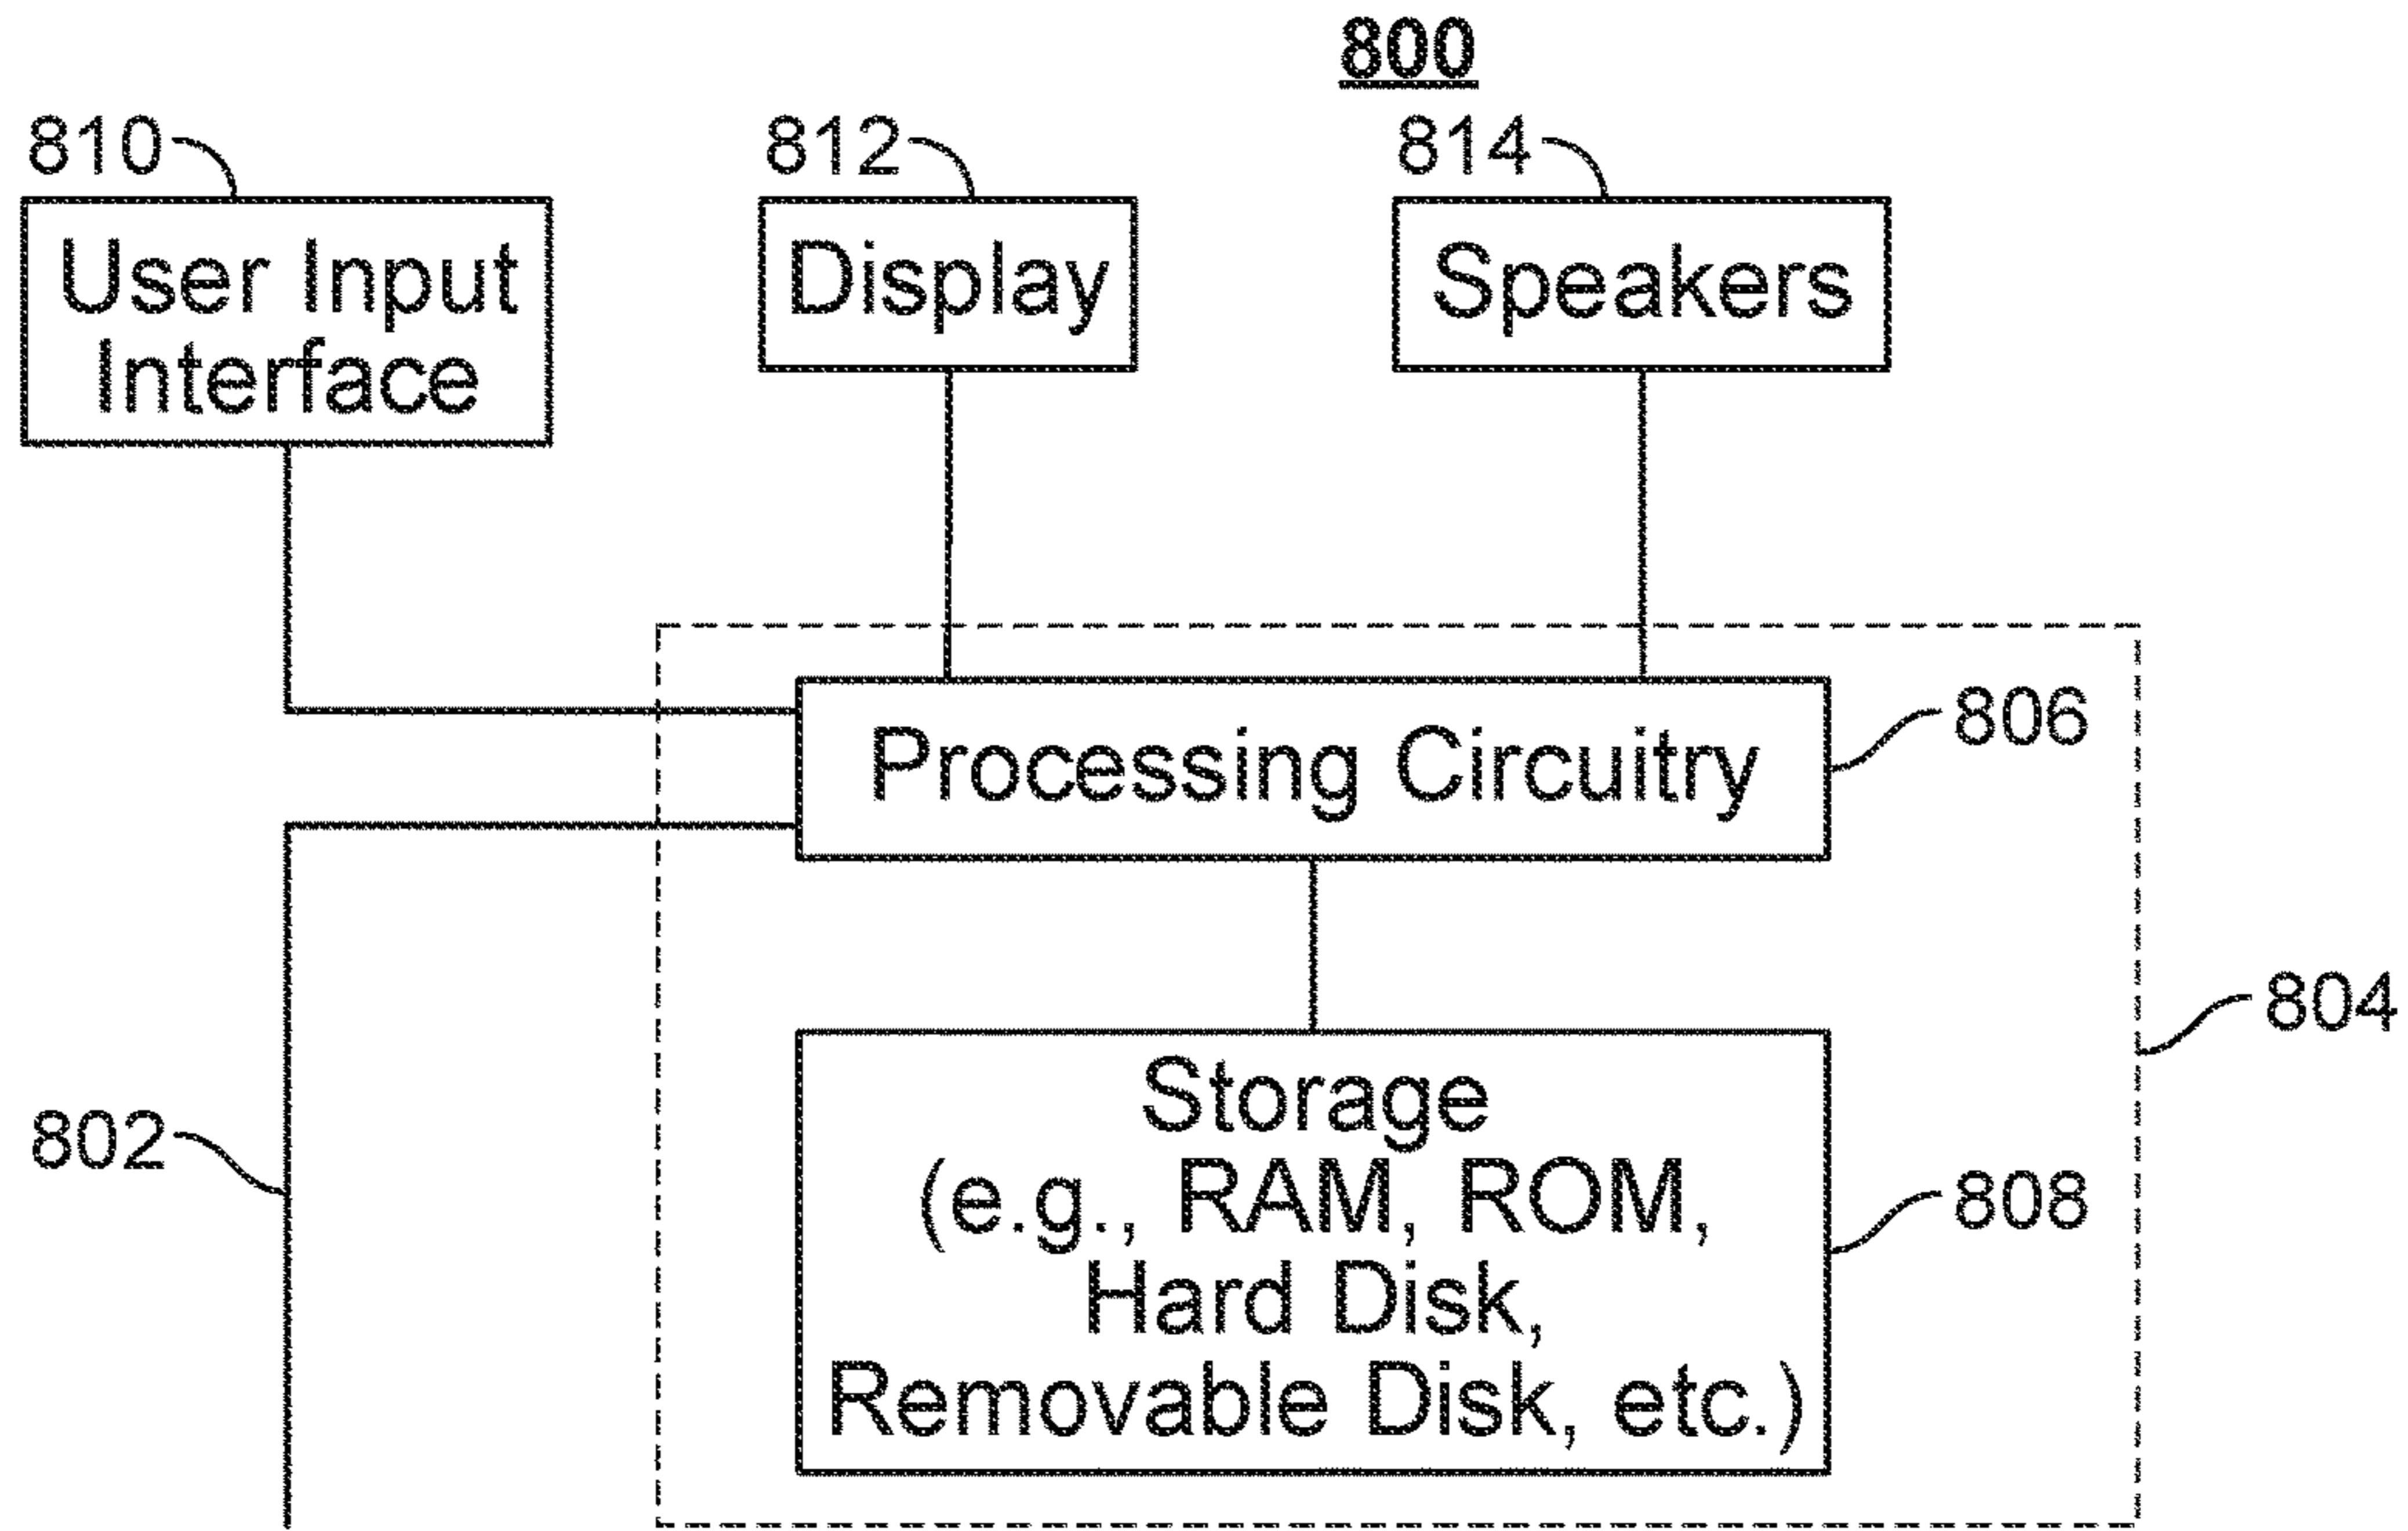 800
810
812
814
User Input
Interface
Display
Speakers
Processing Circuitry
806
804
802
Storage
(e.g., RAM, ROM,
Hard Disk,
Removable Disk, etc.)
808